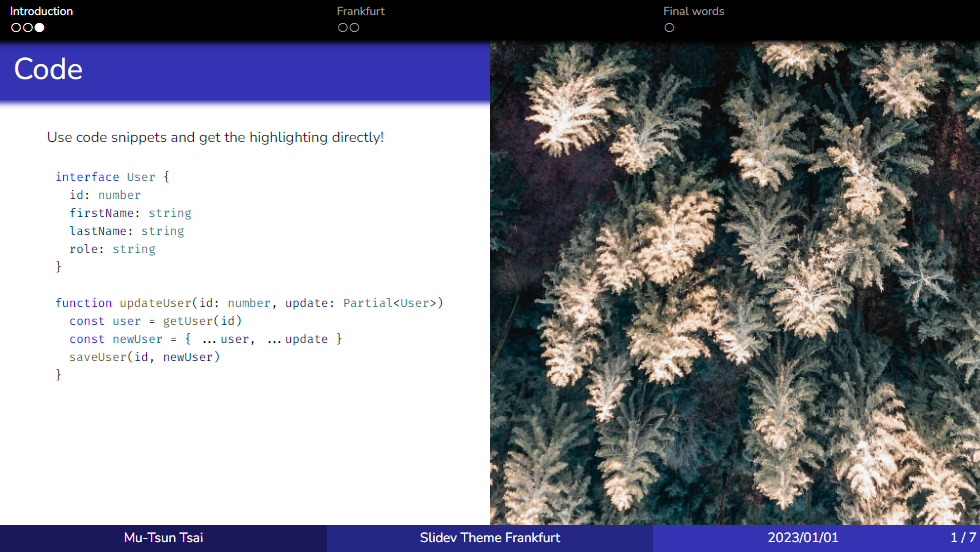 Introduction
Frankfurt
Final words
Code
Use code snippets and get the highlighting directly!
interface User {
  id: number
  firstName: string
  lastName: string
  role: string
}
function updateUser(id: number, update: Partial<User>)
  const user = getUser(id)
  const newUser = { ...user, ...update }
  saveUser(id, newUser)
}
Mu-Tsun Tsai
Slidev Theme Frankfurt
2023/01/01
1 / 7